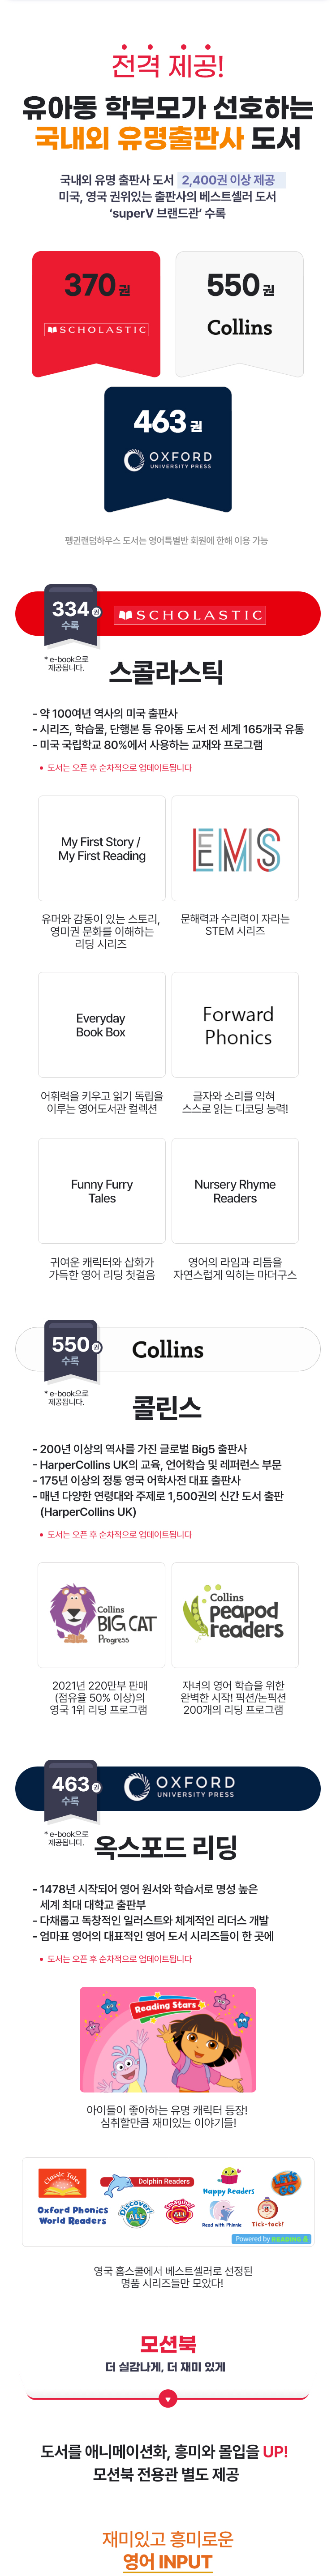 전격 제공!
유아동 학부모가 선호하는
국내외 유명출판사 도서
국내외 유명 출판사 도서 2,400권 이상 제공
미국, 영국 권위있는 출판사의 베스트셀러 도서
‘superV 브랜드관’ 수록
370 권
SCHOLASTIC
550 권
Collins
463 권
OXFORD
UNIVERSITY PRESS
펭귄랜덤하우스 도서는 영어특별반 회원에 한해 이용 가능
334 권
수록
SCHOLASTIC
* e-book으로
제공됩니다.
스콜라스틱
- 약 100여년 역사의 미국 출판사
- 시리즈, 학습물, 단행본 등 유아동 도서 전 세계 165개국 유통
- 미국 국립학교 80%에서 사용하는 교재와 프로그램
• 도서는 오픈 후 순차적으로 업데이트됩니다
My First Story /
My First Reading
EMS
유머와 감동이 있는 스토리,
영미권 문화를 이해하는
리딩 시리즈
문해력과 수리력이 자라는
STEM 시리즈
Everyday
Book Box
Forward
Phonics
어휘력을 키우고 읽기 독립을
이루는 영어도서관 컬렉션
글자와 소리를 익혀
스스로 읽는 디코딩 능력!
Funny Furry
Tales
Nursery Rhyme
Readers
귀여운 캐릭터와 삽화가
가득한 영어 리딩 첫걸음
영어의 라임과 리듬을
자연스럽게 익히는 마더구스
550 권
수록
Collins
* e-book으로
제공됩니다.
콜린스
- 200년 이상의 역사를 가진 글로벌 Big5 출판사
- HarperCollins UK의 교육, 언어학습 및 레퍼런스 부문
- 175년 이상의 정통 영국 어학사전 대표 출판사
- 매년 다양한 연령대와 주제로 1,500권의 신간 도서 출판
(HarperCollins UK)
• 도서는 오픈 후 순차적으로 업데이트됩니다
Collins
BIG CAT
Progress
Collins
peapod
readers
2021년 220만부 판매
(점유율 50% 이상)의
영국 1위 리딩 프로그램
자녀의 영어 학습을 위한
완벽한 시작! 픽션/논픽션
200개의 리딩 프로그램
463 권
수록
OXFORD
UNIVERSITY PRESS
* e-book으로
제공됩니다.
옥스포드 리딩
- 1478년 시작되어 영어 원서와 학습서로 명성 높은
세계 최대 대학교 출판부
- 다채롭고 독창적인 일러스트와 체계적인 리더스 개발
- 엄마표 영어의 대표적인 영어 도서 시리즈들이 한 곳에
• 도서는 오픈 후 순차적으로 업데이트됩니다
Reading Stars
아이들이 좋아하는 유명 캐릭터 등장!
심취할만큼 재미있는 이야기들!
Classic Tales
Dolphin Readers
Happy Readers
LET'S GO
Oxford Phonics
World Readers
Discover!
ALL
Imagine!
ALL
Read with Phinnie
Tick-tock!
Powered by READING &
영국 홈스쿨에서 베스트셀러로 선정된
명품 시리즈들만 모았다!
모션북
더 실감나게, 더 재미 있게
도서를 애니메이션화, 흥미와 몰입을 UP!
모션북 전용관 별도 제공
재미있고 흥미로운
영어 INPUT